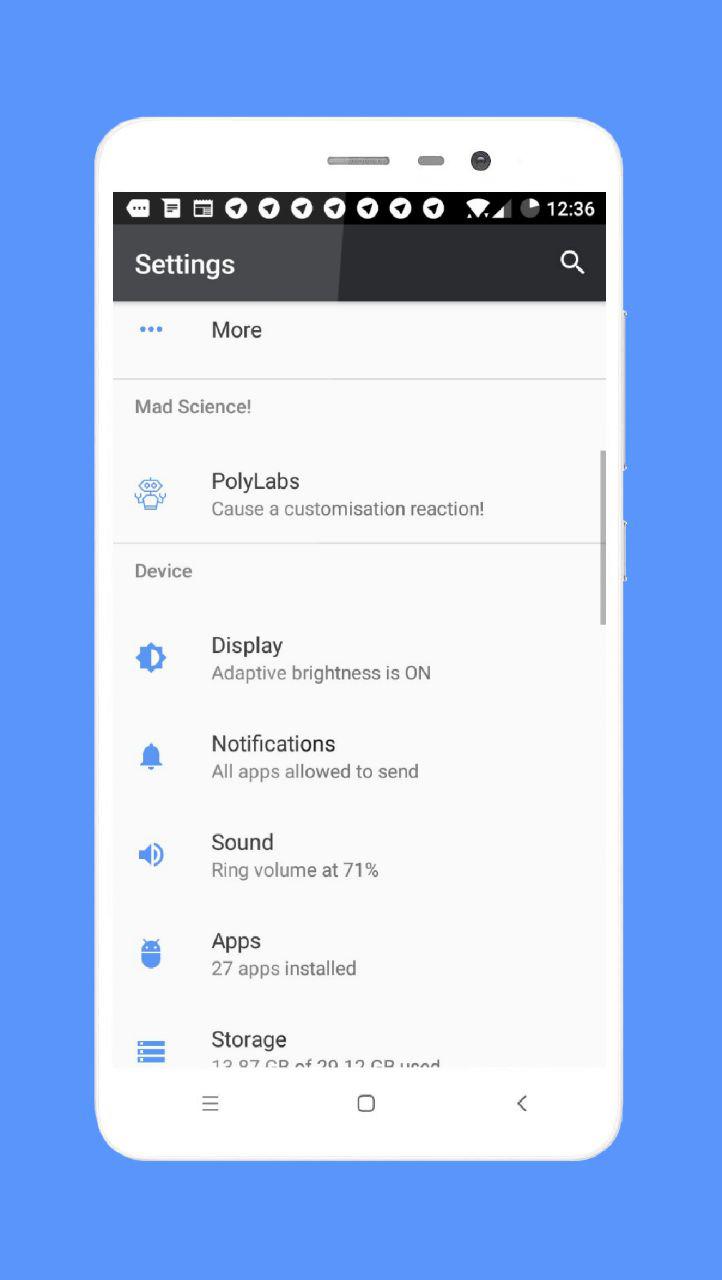 12:36
Settings
More
Mad Science!
PolyLabs
Cause a customisation reaction!
Device
Display
Adaptive brightness is ON
Notifications
All apps allowed to send
Sound
Ring volume at 71%
Apps
27 apps installed
Storage
13.87 GB of 29.12 GB used